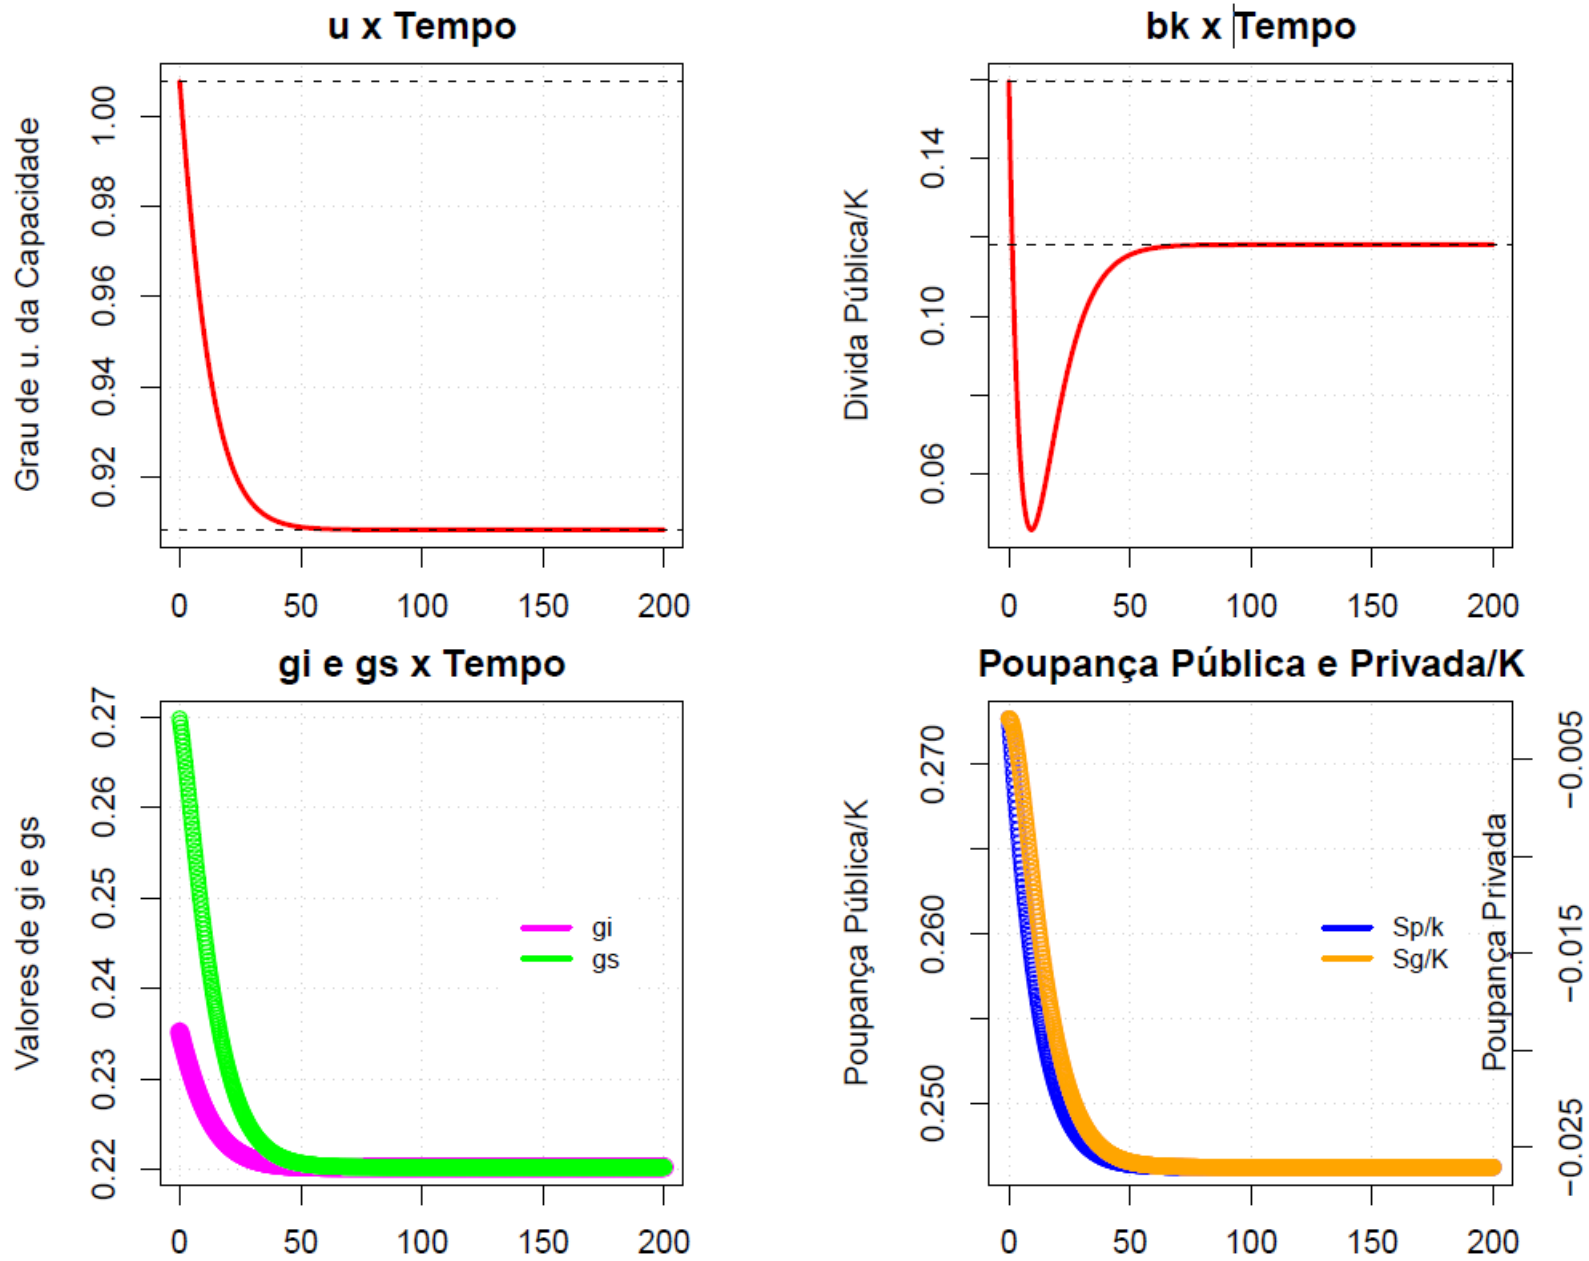 u x Tempo
Grau de u. da Capacidade
1.00
0.98
0.96
0.94
0.92
0 50 100 150 200
bk x Tempo
Divida Pública/K
0.14
0.10
0.06
0 50 100 150 200
gi e gs x Tempo
Valores de gi e gs
0.27
0.26
0.25
0.24
0.23
0.22
gi
gs
0 50 100 150 200
Poupança Pública e Privada/K
Poupança Pública/K
0.270
0.260
0.250
Sp/k
Sg/K
Poupança Privada
−0.005
−0.015
−0.025
0 50 100 150 200